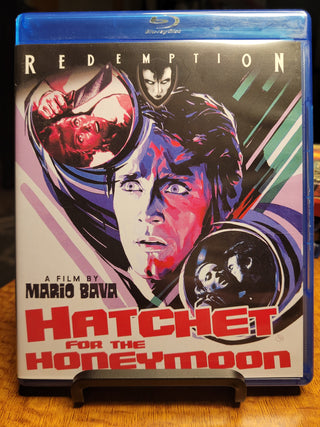 Blu-ray Disc
REDEMPTION
A FILM BY
MARIO BAVA
HATCHET
FOR THE
HONEYMOON